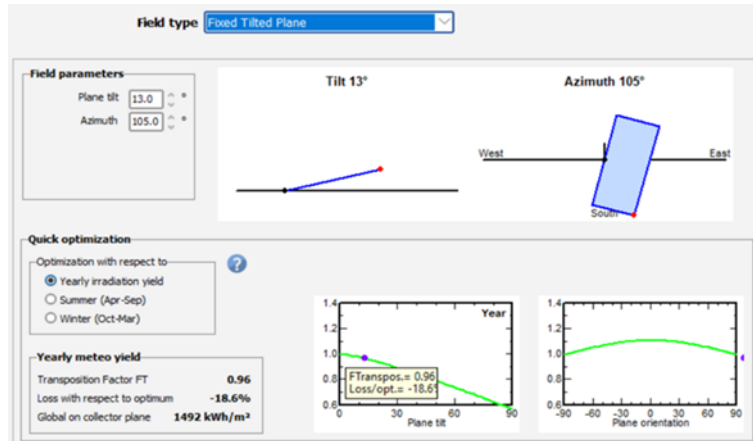 Field type Fixed Tilted Plane
Field parameters
Plane tilt 13.0 °
Azimuth 105.0 °
Tilt 13°
Azimuth 105°
West
East
South
Quick optimization
Optimization with respect to
Yearly irradiation yield
Summer (Apr-Sep)
Winter (Oct-Mar)
?
Yearly meteo yield
Transposition Factor FT 0.96
Loss with respect to optimum -18.6%
Global on collector plane 1492 kWh/m²
Year
1.4
1.2
1.0
0.8
0.6
FTranspos.= 0.96
Loss/opt.= -18.6%
0 30 60 90
Plane tilt
1.4
1.2
1.0
0.8
0.6
-90 -60 -30 0 30 60 90
Plane orientation